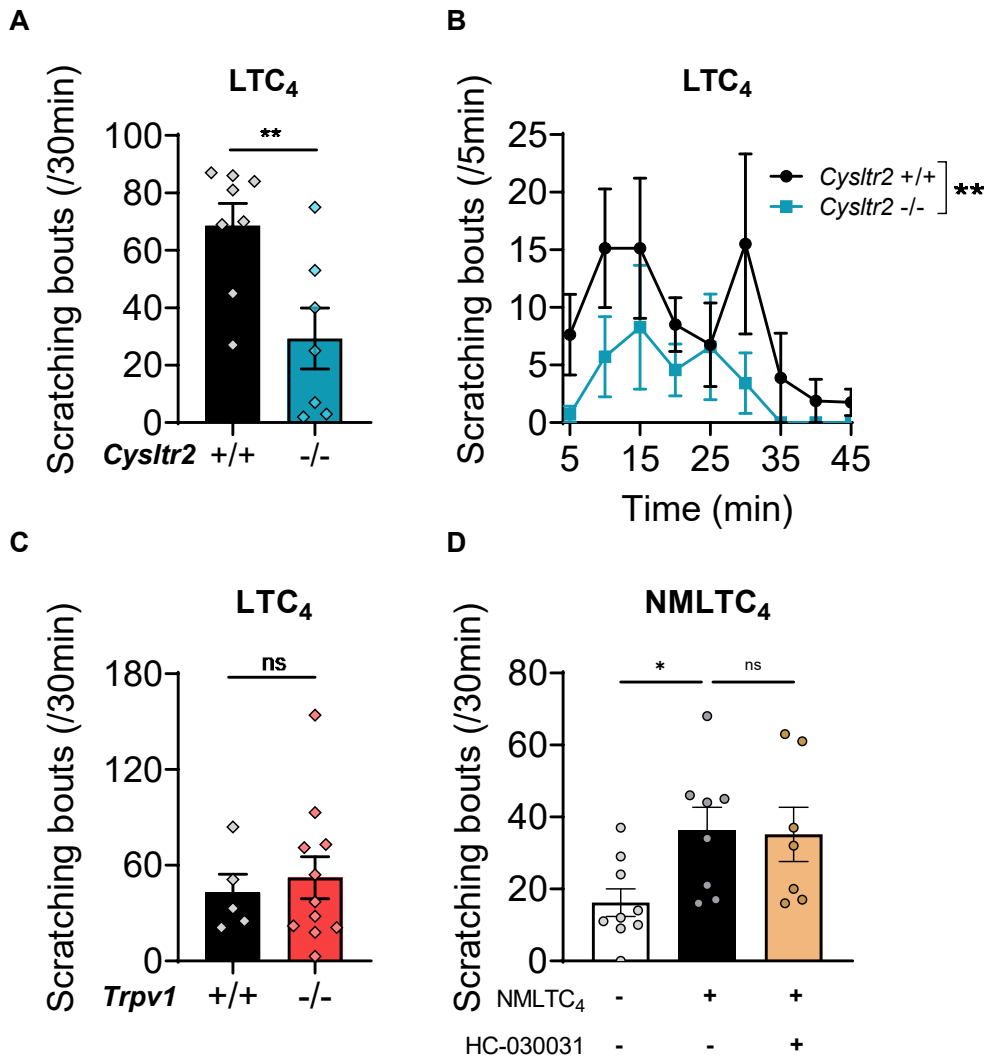 A
LTC4
Scratching bouts (/30min)
100
80
60
40
20
0
**
Cysltr2 +/+ -/-
B
LTC4
Scratching bouts (/5min)
25
20
15
10
5
0
Cysltr2 +/+
Cysltr2 -/-
**
5 15 25 35 45
Time (min)
C
LTC4
Scratching bouts (/30min)
180
120
60
0
ns
Trpv1 +/+ -/-
D
NMLTC4
Scratching bouts (/30min)
80
60
40
20
0
* ns
NMLTC4 - + +
HC-030031 - - +